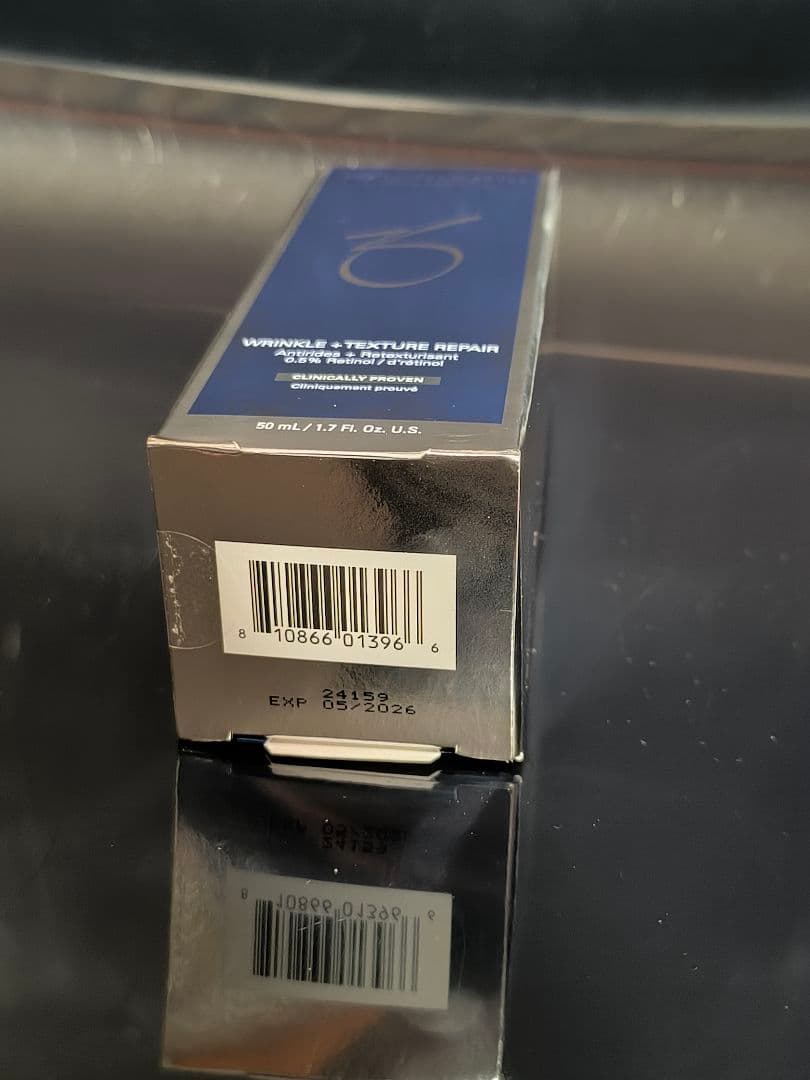 WRINKLE + TEXTURE REPAIR
Antirides + Retexturisant
0.5% Retinol / d'rétinol
CLINICALLY PROVEN
Cliniquement prouvé
50 mL / 1.7 Fl. Oz. U.S.
8 10866 01396 6
24159
EXP 05/2026